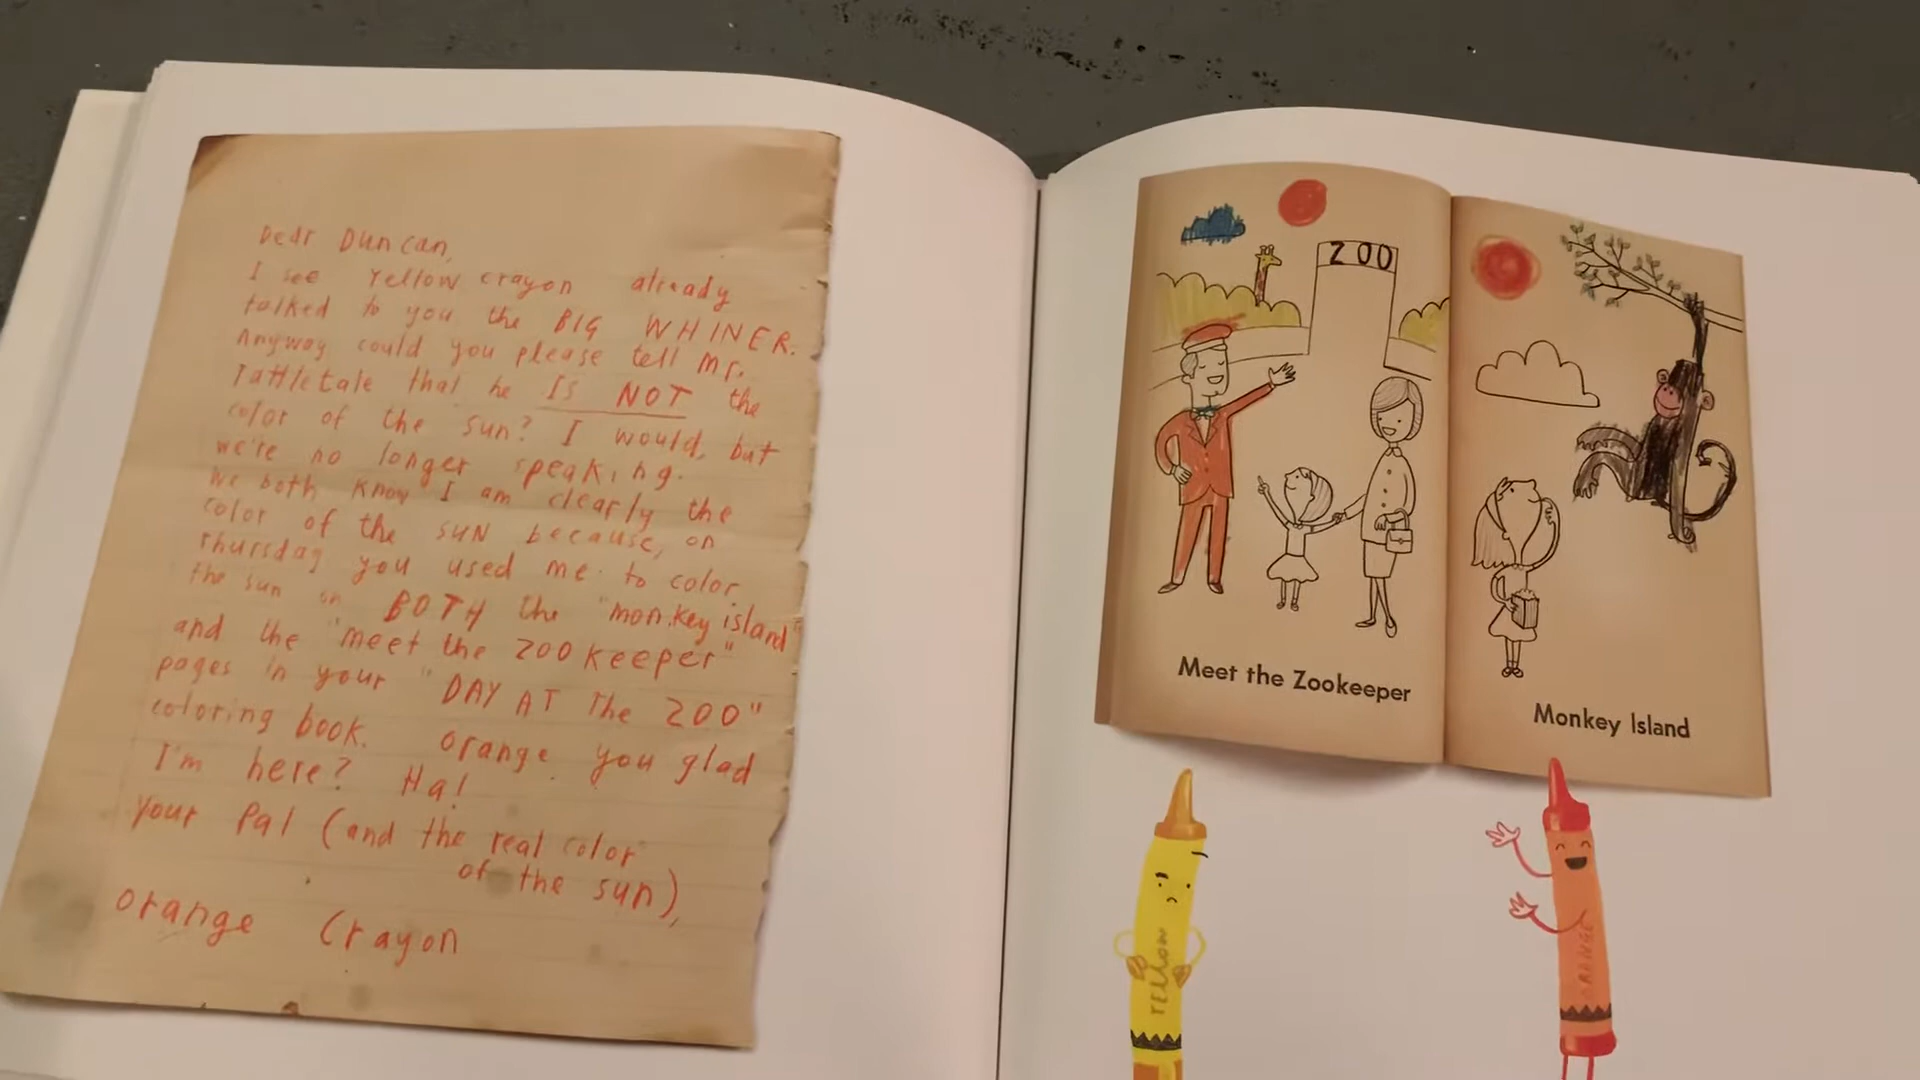 Dear Duncan,
I see Yellow crayon already
talked to you the BIG WHINER.
Anyway could you please tell Mr.
Tattletale that he IS NOT the
color of the sun? I would, but
we're no longer speaking.
We both know I am clearly the
color of the SUN because, on
Thursday you used me to color
the sun on BOTH the "monkey island"
and the "meet the ZOOKEEPER"
pages in your "DAY AT The ZOO"
coloring book. Orange you glad
I'm here? Ha!
Your Pal (and the real color
of the sun),
Orange Crayon
ZOO
Meet the Zookeeper
Monkey Island
Yellow
ORANGE